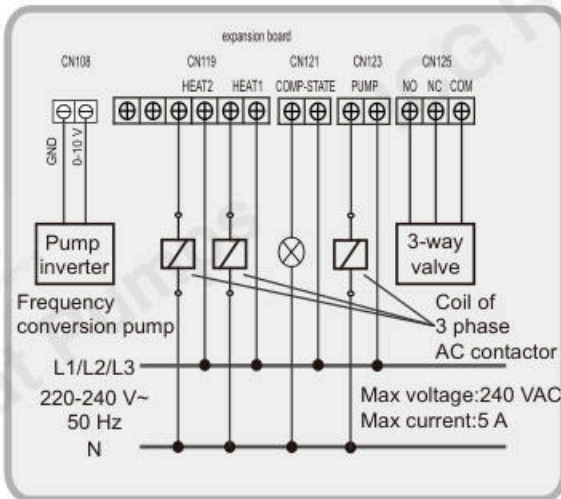 expansion board
CN108 CN119 CN121 CN123 CN125
HEAT2 HEAT1 COMP-STATE PUMP NO NC COM
GND
0-10 V
Pump
inverter
3-way
valve
Frequency
conversion pump
Coil of
3 phase
AC contactor
L1/L2/L3
220-240 V~
50 Hz
N
Max voltage:240 VAC
Max current:5 A